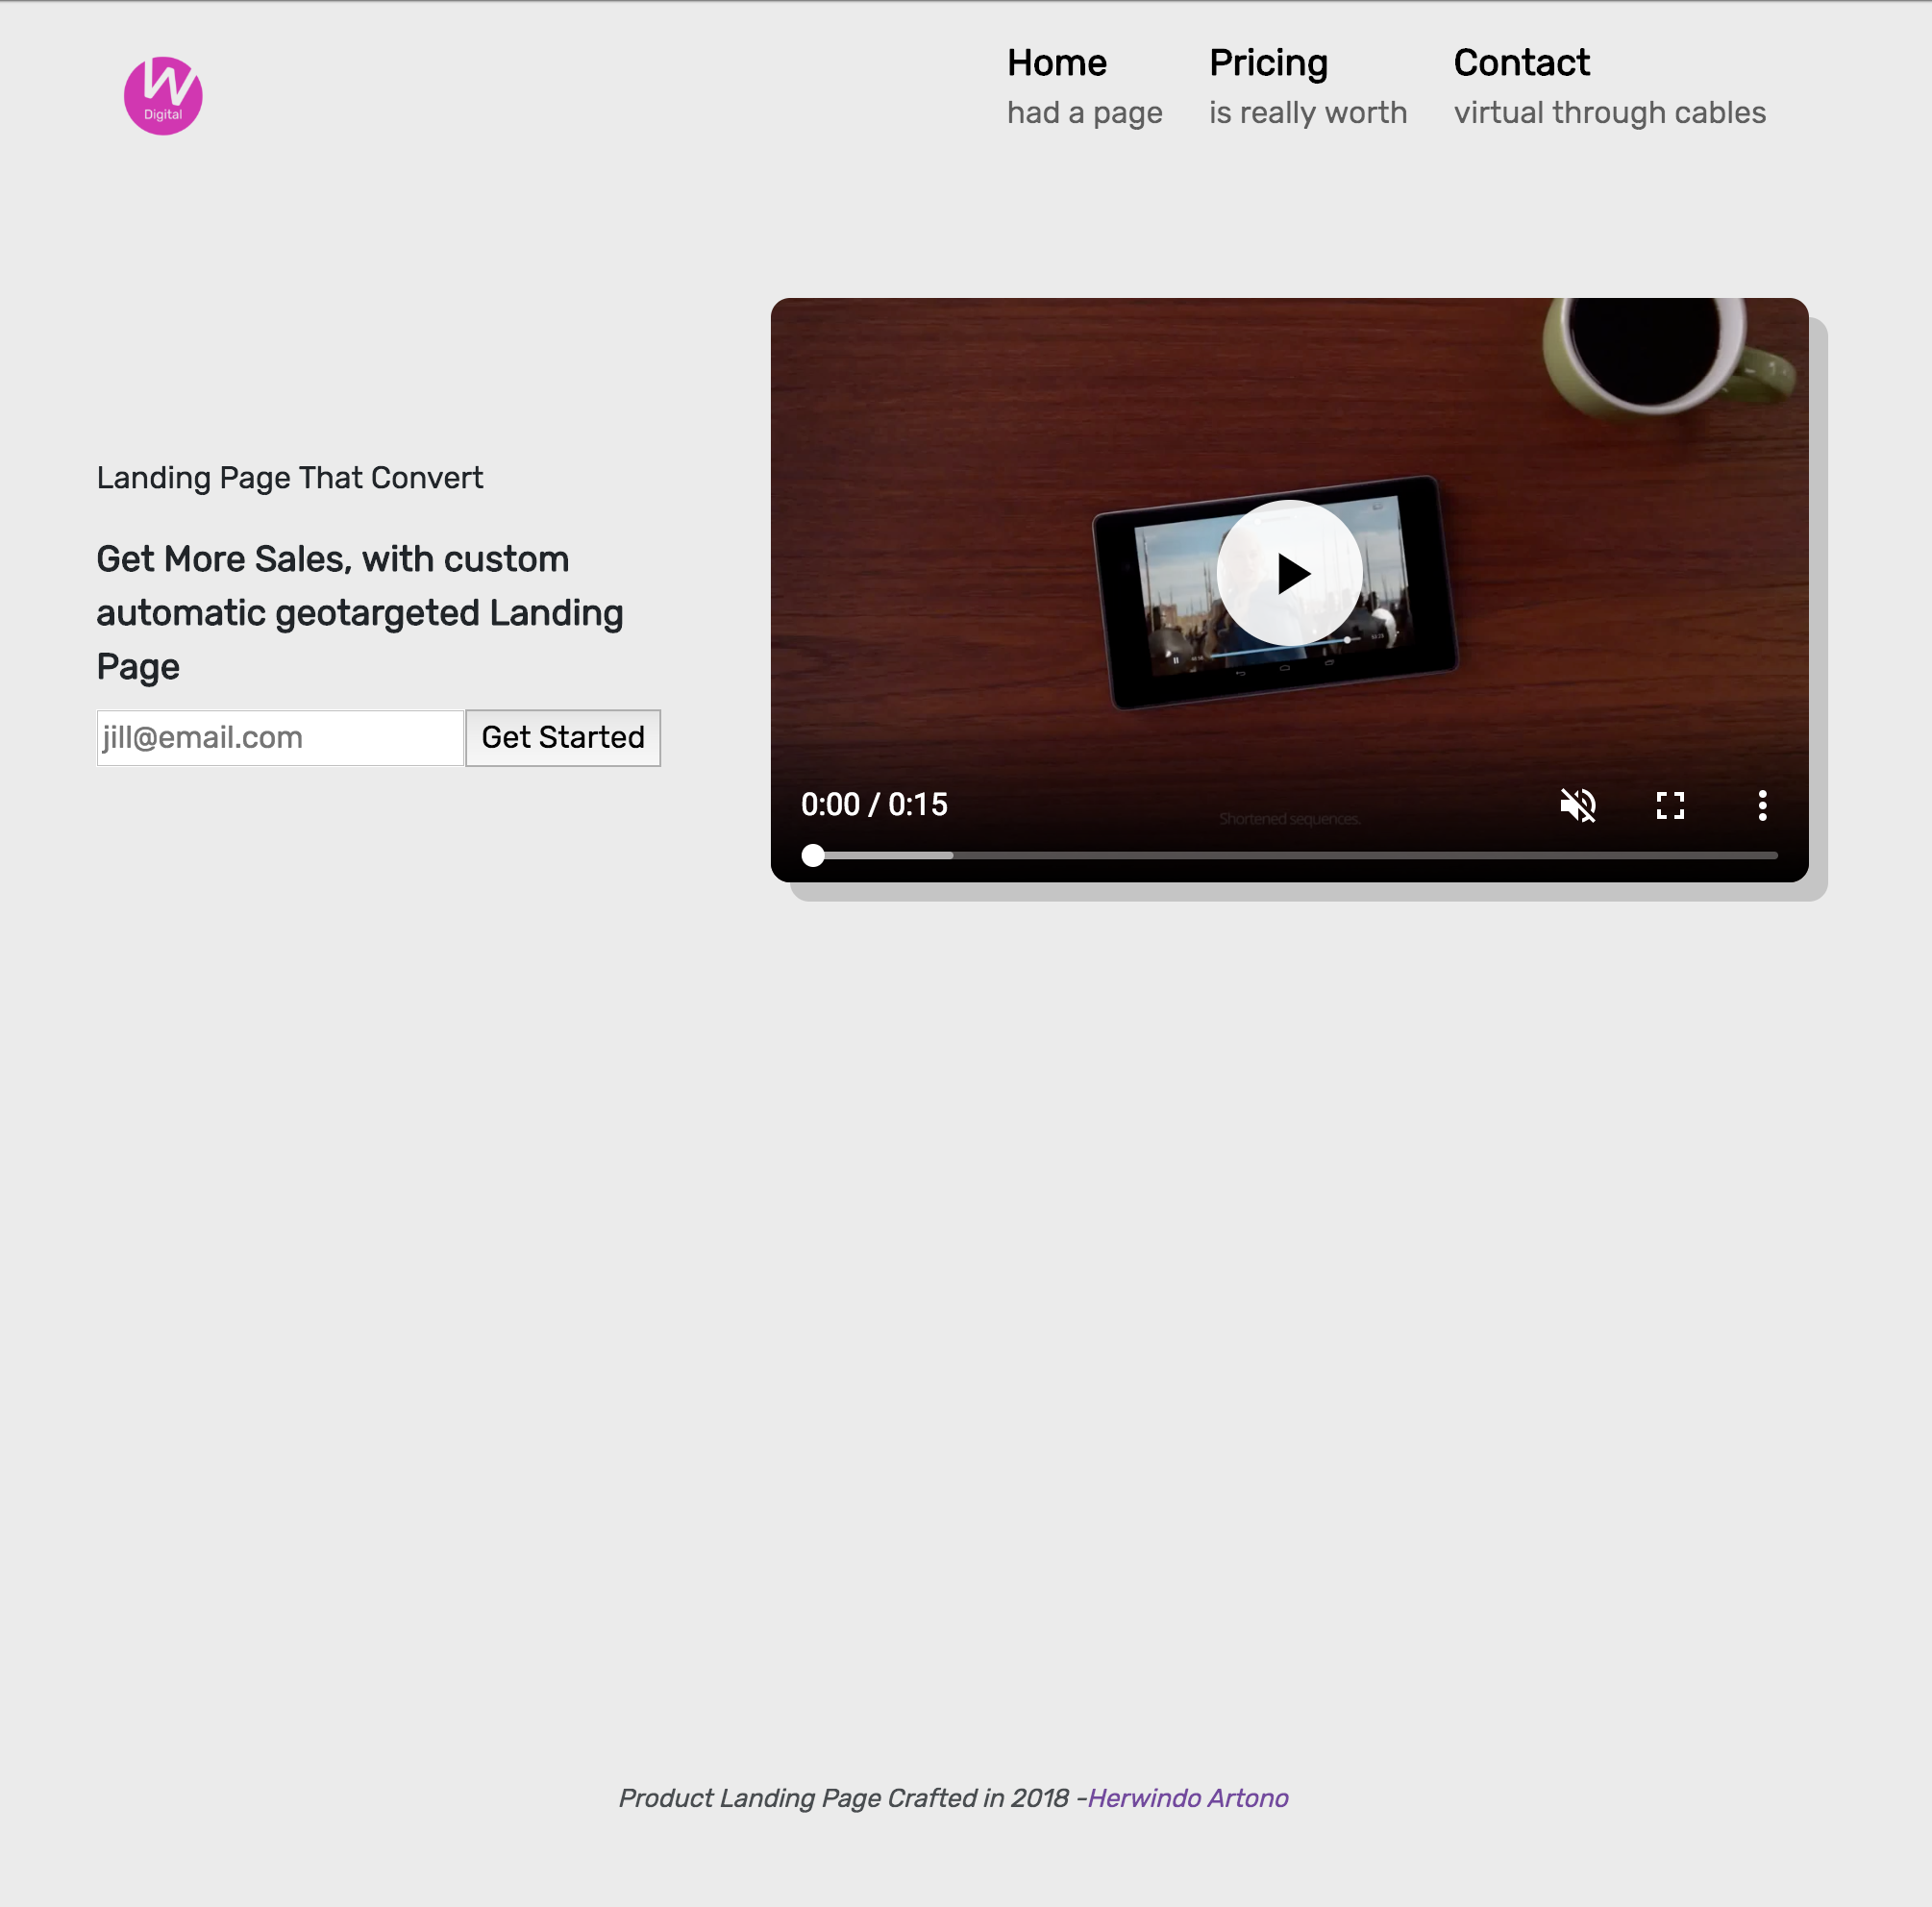 W
Digital
Home
had a page
Pricing
is really worth
Contact
virtual through cables
Landing Page That Convert
Get More Sales, with custom
automatic geotargeted Landing
Page
jill@email.com
Get Started
0:00 / 0:15
Shortened sequences.
Product Landing Page Crafted in 2018 -Herwindo Artono